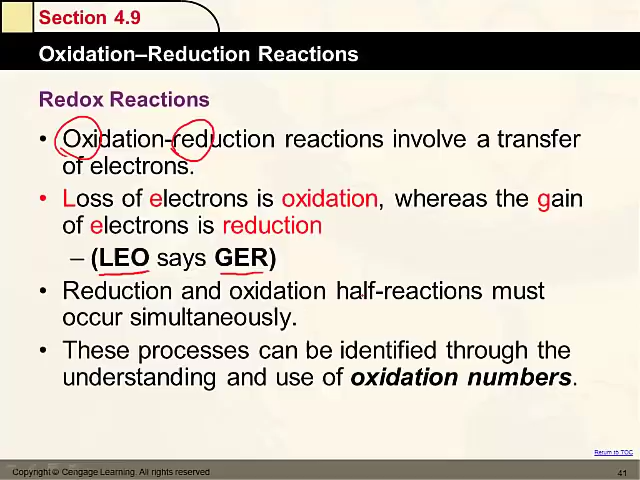 Section 4.9
Oxidation–Reduction Reactions
Redox Reactions
• Oxidation-reduction reactions involve a transfer
of electrons.
• Loss of electrons is oxidation, whereas the gain
of electrons is reduction
– (LEO says GER)
• Reduction and oxidation half-reactions must
occur simultaneously.
• These processes can be identified through the
understanding and use of oxidation numbers.
Return to TOC
Copyright © Cengage Learning. All rights reserved
41